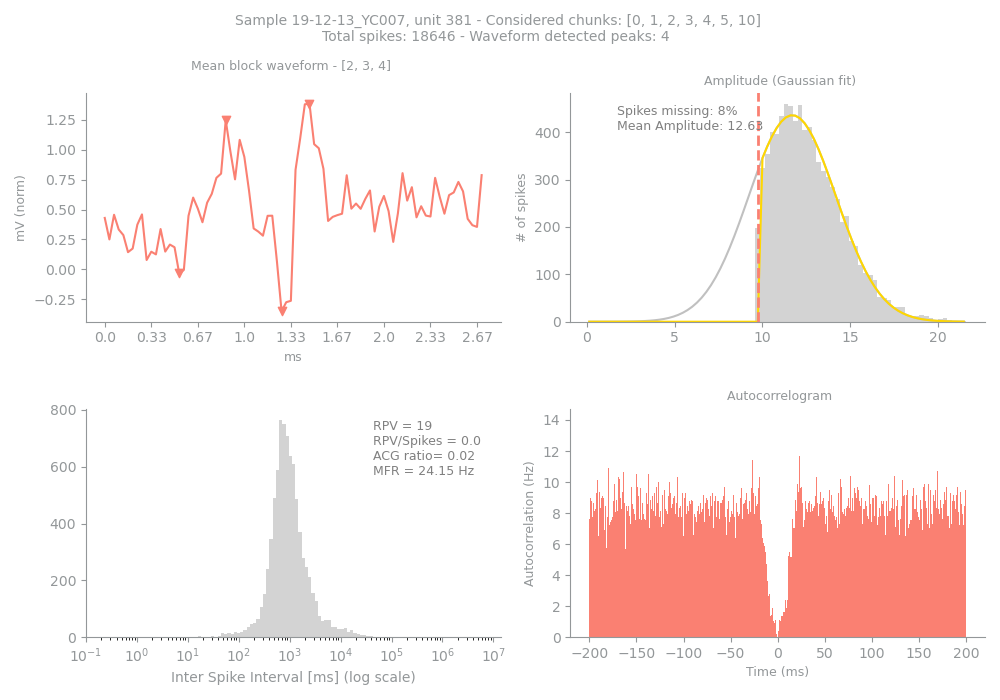 Sample 19-12-13_YC007, unit 381 - Considered chunks: [0, 1, 2, 3, 4, 5, 10]
Total spikes: 18646 - Waveform detected peaks: 4
Mean block waveform - [2, 3, 4]
mV (norm)
1.25
1.00
0.75
0.50
0.25
0.00
−0.25
0.0 0.33 0.67 1.0 1.33 1.67 2.0 2.33 2.67
ms
Amplitude (Gaussian fit)
Spikes missing: 8%
Mean Amplitude: 12.63
# of spikes
400
300
200
100
0
0 5 10 15 20
800
600
400
200
0
RPV = 19
RPV/Spikes = 0.0
ACG ratio= 0.02
MFR = 24.15 Hz
10⁻¹ 10⁰ 10¹ 10² 10³ 10⁴ 10⁵ 10⁶ 10⁷
Inter Spike Interval [ms] (log scale)
Autocorrelogram
Autocorrelation (Hz)
14
12
10
8
6
4
2
0
−200 −150 −100 −50 0 50 100 150 200
Time (ms)